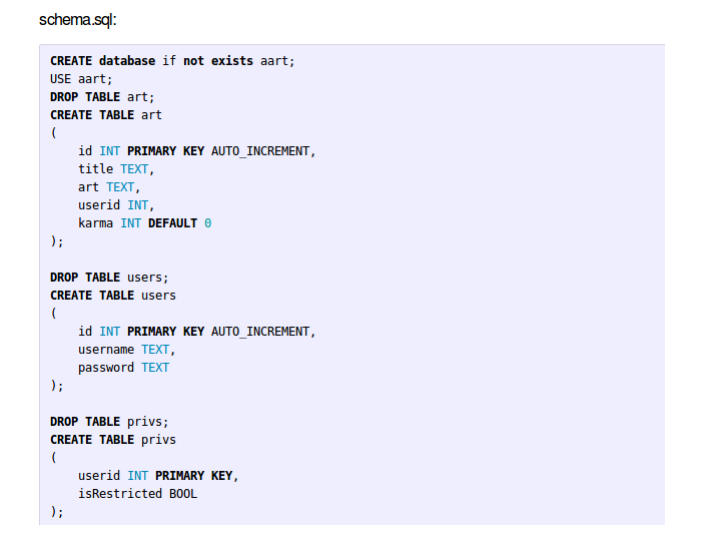 schema.sql:
CREATE database if not exists aart;
USE aart;
DROP TABLE art;
CREATE TABLE art
(
    id INT PRIMARY KEY AUTO_INCREMENT,
    title TEXT,
    art TEXT,
    userid INT,
    karma INT DEFAULT 0
);

DROP TABLE users;
CREATE TABLE users
(
    id INT PRIMARY KEY AUTO_INCREMENT,
    username TEXT,
    password TEXT
);

DROP TABLE privs;
CREATE TABLE privs
(
    userid INT PRIMARY KEY,
    isRestricted BOOL
);